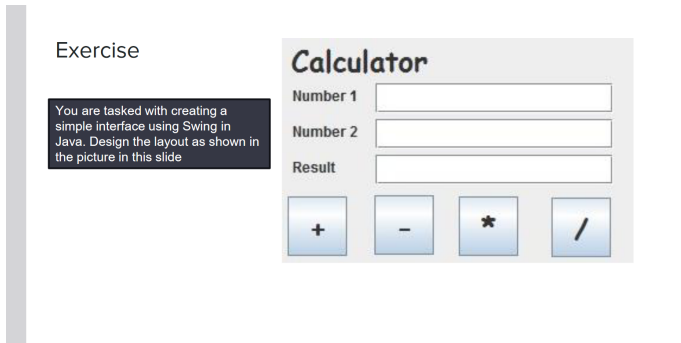 Exercise
You are tasked with creating a
simple interface using Swing in
Java. Design the layout as shown in
the picture in this slide
Calculator
Number 1
Number 2
Result
+ - * /